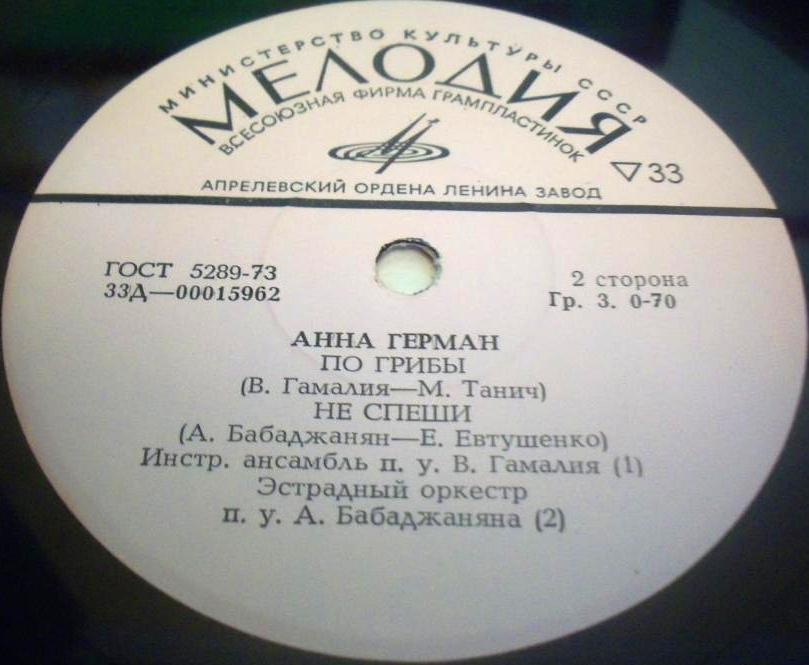 МИНИСТЕРСТВО КУЛЬТУРЫ СССР
МЕЛОДИЯ
ВСЕСОЮЗНАЯ ФИРМА ГРАМПЛАСТИНОК
▽33
АПРЕЛЕВСКИЙ ОРДЕНА ЛЕНИНА ЗАВОД
ГОСТ 5289-73
33Д—00015962
2 сторона
Гр. 3. 0-70
АННА ГЕРМАН
ПО ГРИБЫ
(В. Гамалия—М. Танич)
НЕ СПЕШИ
(А. Бабаджанян—Е. Евтушенко)
Инстр. ансамбль п. у. В. Гамалия (1)
Эстрадный оркестр
п. у. А. Бабаджаняна (2)